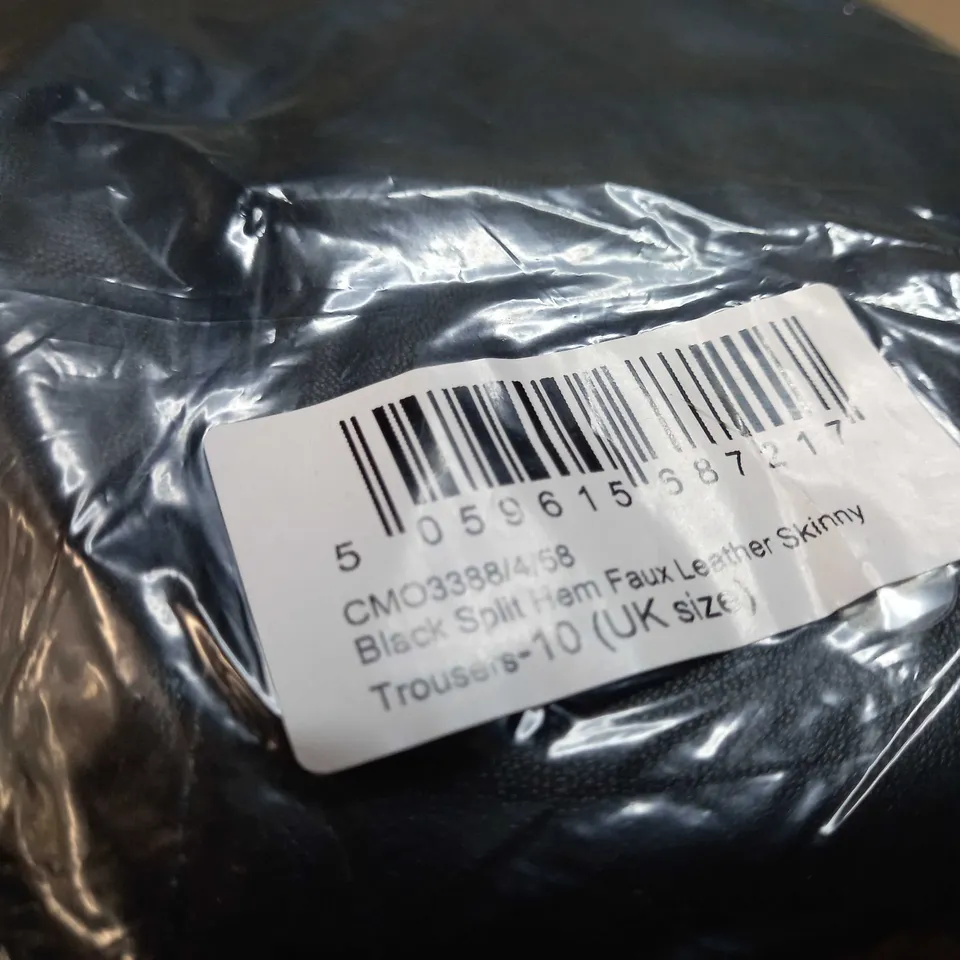 5 059615 687217
CMO3388/4/58
Black Split Hem Faux Leather Skinny
Trousers-10 (UK size)